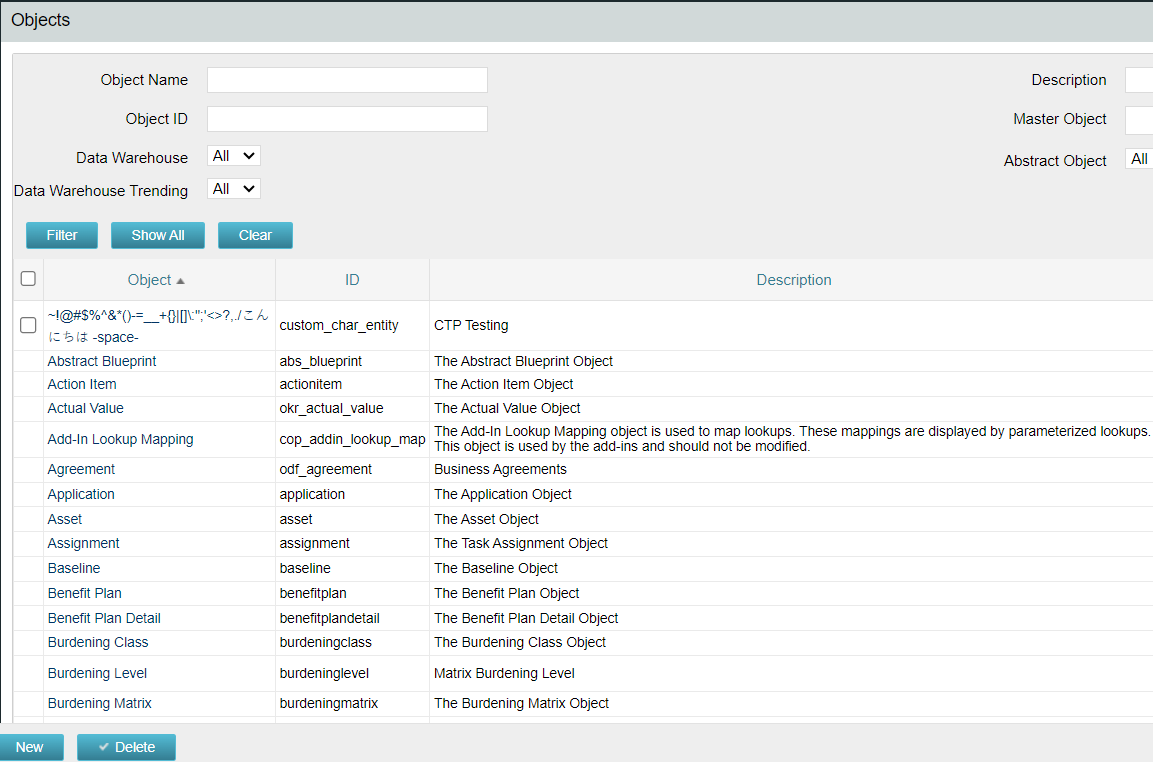 Objects
Object Name
Description
Object ID
Master Object
Data Warehouse All
Abstract Object All
Data Warehouse Trending All
Filter Show All Clear
Object ID Description
~!@#$%^&*()-=__+{}|[]\:";'<>?,./こん
にちは -space- custom_char_entity CTP Testing
Abstract Blueprint abs_blueprint The Abstract Blueprint Object
Action Item actionitem The Action Item Object
Actual Value okr_actual_value The Actual Value Object
Add-In Lookup Mapping cop_addin_lookup_map The Add-In Lookup Mapping object is used to map lookups. These mappings are displayed by parameterized lookups.
This object is used by the add-ins and should not be modified.
Agreement odf_agreement Business Agreements
Application application The Application Object
Asset asset The Asset Object
Assignment assignment The Task Assignment Object
Baseline baseline The Baseline Object
Benefit Plan benefitplan The Benefit Plan Object
Benefit Plan Detail benefitplandetail The Benefit Plan Detail Object
Burdening Class burdeningclass The Burdening Class Object
Burdening Level burdeninglevel Matrix Burdening Level
Burdening Matrix burdeningmatrix The Burdening Matrix Object
New Delete